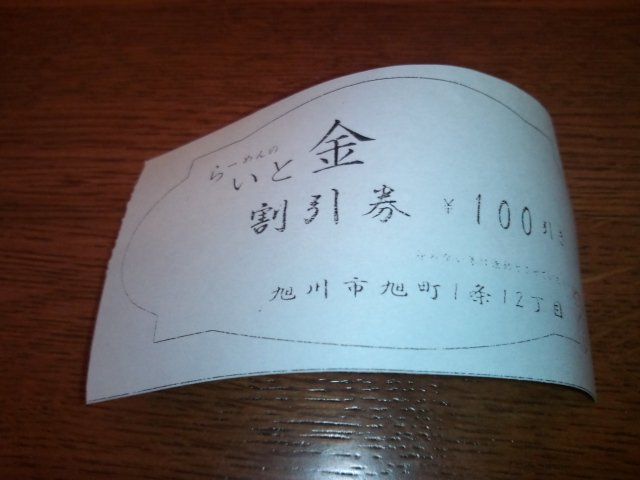 らーめんの
いと金
割引券 ¥100引き
旭川市旭町1条12丁目